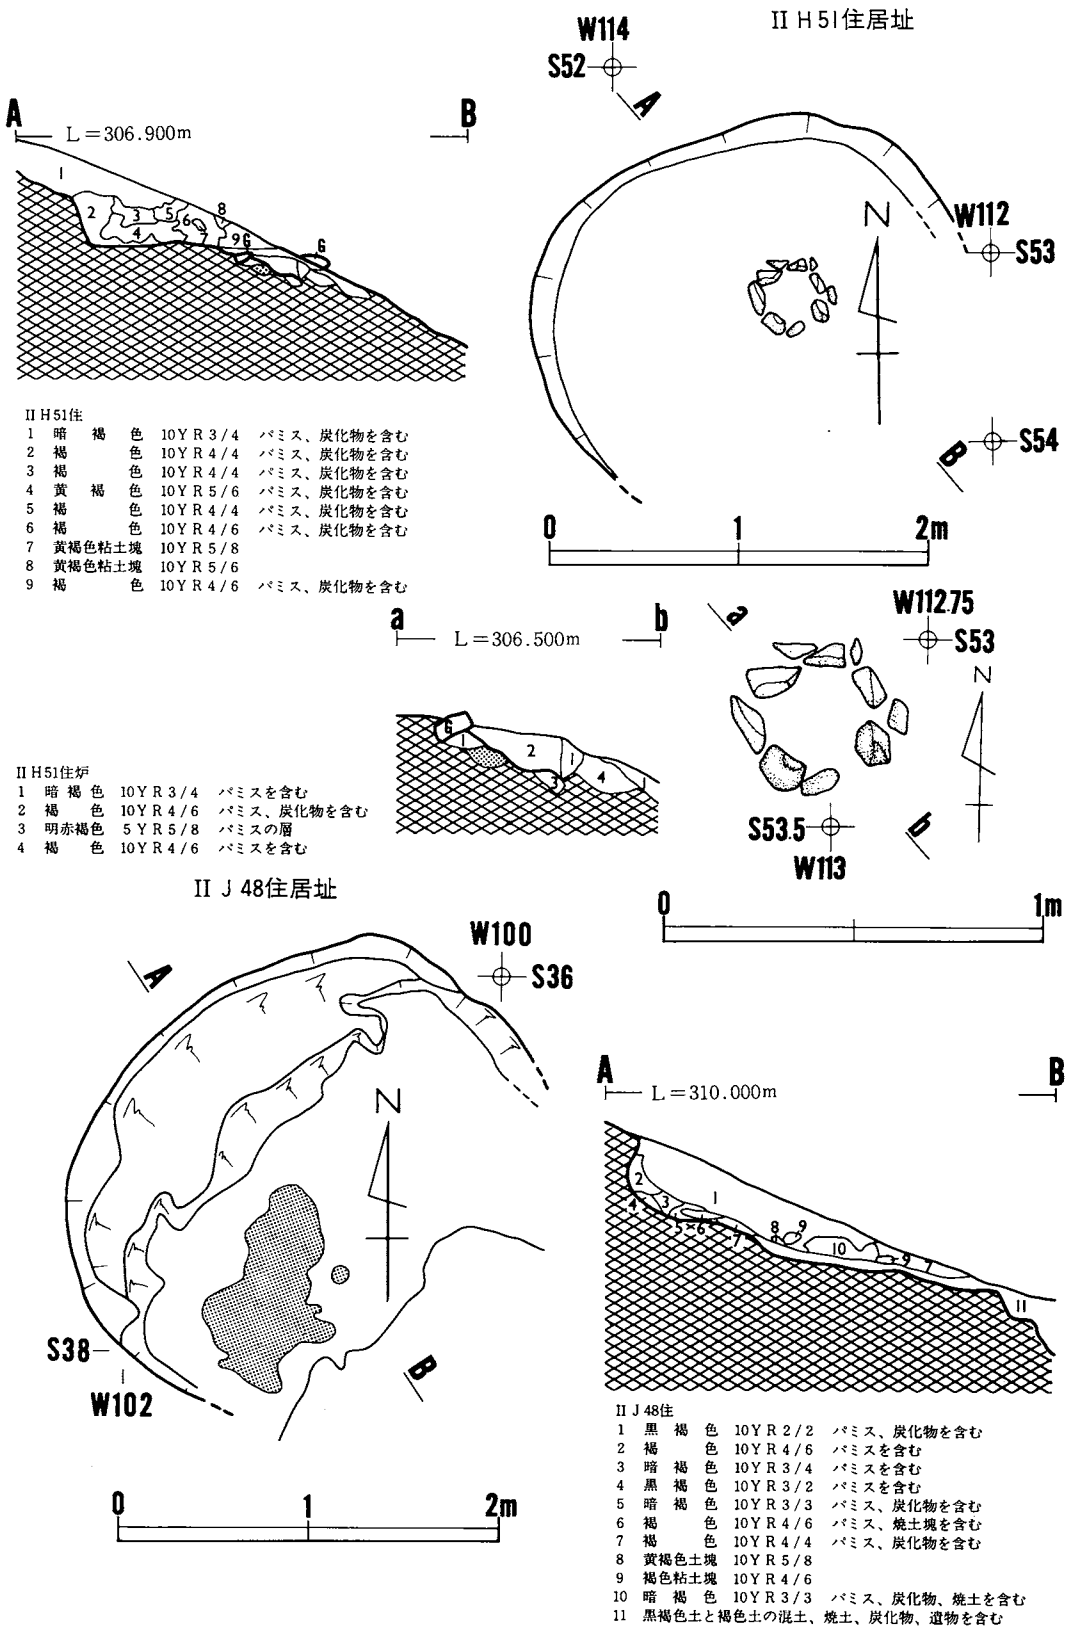 II H51住居址
W114
S52
A
W112
S53
N
S54
B
0 1 2m
A B
L=306.900m
1
2
3
4
5
6
7
8
9
G
G
II H51住
1 暗褐色 10YR3/4 パミス、炭化物を含む
2 褐色 10YR4/4 パミス、炭化物を含む
3 褐色 10YR4/4 パミス、炭化物を含む
4 黄褐色 10YR5/6 パミス、炭化物を含む
5 褐色 10YR4/4 パミス、炭化物を含む
6 褐色 10YR4/6 パミス、炭化物を含む
7 黄褐色粘土塊 10YR5/8
8 黄褐色粘土塊 10YR5/6
9 褐色 10YR4/6 パミス、炭化物を含む
a b
L=306.500m
G
1
2
1
3
4
a
W112.75
S53
N
S53.5
W113
b
0 1m
II H51住炉
1 暗褐色 10YR3/4 パミスを含む
2 褐色 10YR4/6 パミス、炭化物を含む
3 明赤褐色 5YR5/8 パミスの層
4 褐色 10YR4/6 パミスを含む
II J 48住居址
A
W100
S36
N
S38
W102
B
0 1 2m
A B
L=310.000m
1
2
3
4
5
6
7
8
9
10
9
7
11
II J 48住
1 黒褐色 10YR2/2 パミス、炭化物を含む
2 褐色 10YR4/6 パミスを含む
3 暗褐色 10YR3/4 パミスを含む
4 黒褐色 10YR3/2 パミスを含む
5 暗褐色 10YR3/3 パミス、炭化物を含む
6 褐色 10YR4/6 パミス、焼土塊を含む
7 褐色 10YR4/4 パミス、炭化物を含む
8 黄褐色土塊 10YR5/8
9 褐色粘土塊 10YR4/6
10 暗褐色 10YR3/3 パミス、炭化物、焼土を含む
11 黒褐色土と褐色土の混土、焼土、炭化物、遺物を含む